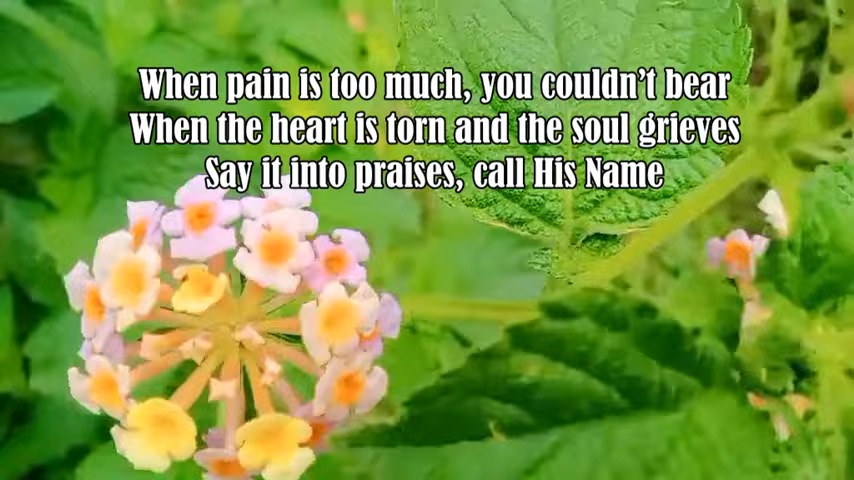 When pain is too much, you couldn't bear
When the heart is torn and the soul grieves
Say it into praises, call His Name